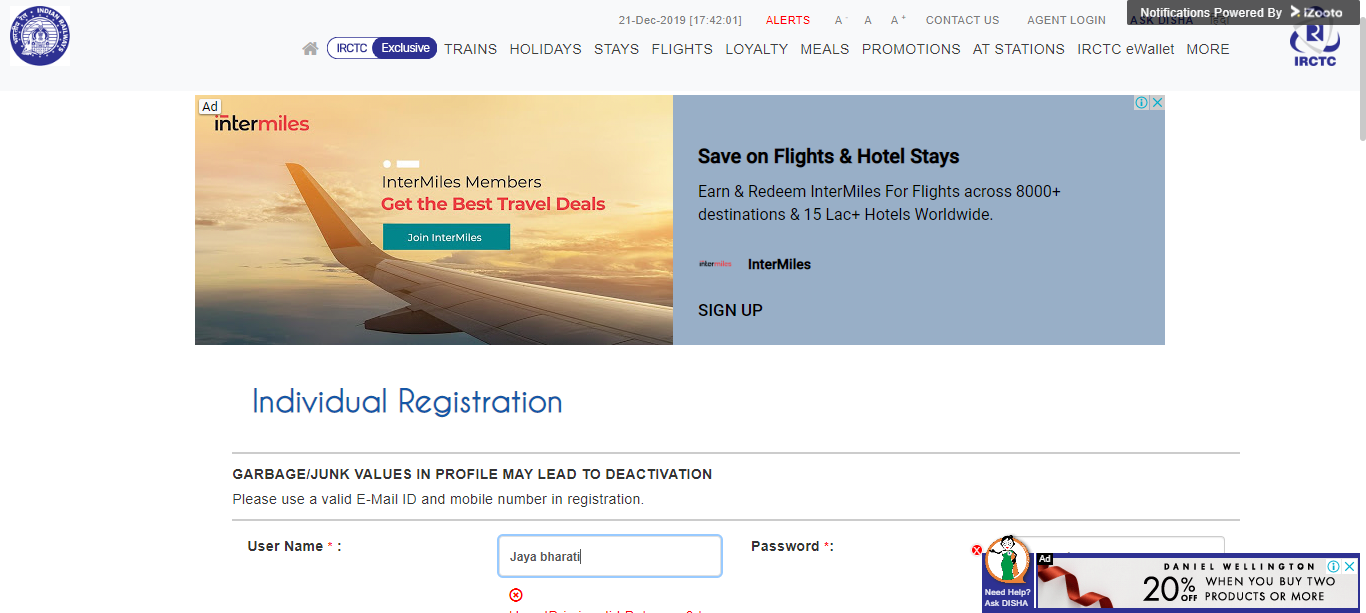 Notifications Powered By iZooto
21-Dec-2019 [17:42:01] ALERTS A - A A + CONTACT US AGENT LOGIN ASK DISHA
IRCTC Exclusive TRAINS HOLIDAYS STAYS FLIGHTS LOYALTY MEALS PROMOTIONS AT STATIONS IRCTC eWallet MORE
INDIAN RAILWAYS
IRCTC
Ad
intermiles
InterMiles Members
Get the Best Travel Deals
Join InterMiles
Save on Flights & Hotel Stays
Earn & Redeem InterMiles For Flights across 8000+
destinations & 15 Lac+ Hotels Worldwide.
intermiles InterMiles
SIGN UP
Individual Registration
GARBAGE/JUNK VALUES IN PROFILE MAY LEAD TO DEACTIVATION
Please use a valid E-Mail ID and mobile number in registration.
User Name * : Jaya bharati Password *:
Need Help?
Ask DISHA
Ad
DANIEL WELLINGTON
20% OFF WHEN YOU BUY TWO
PRODUCTS OR MORE